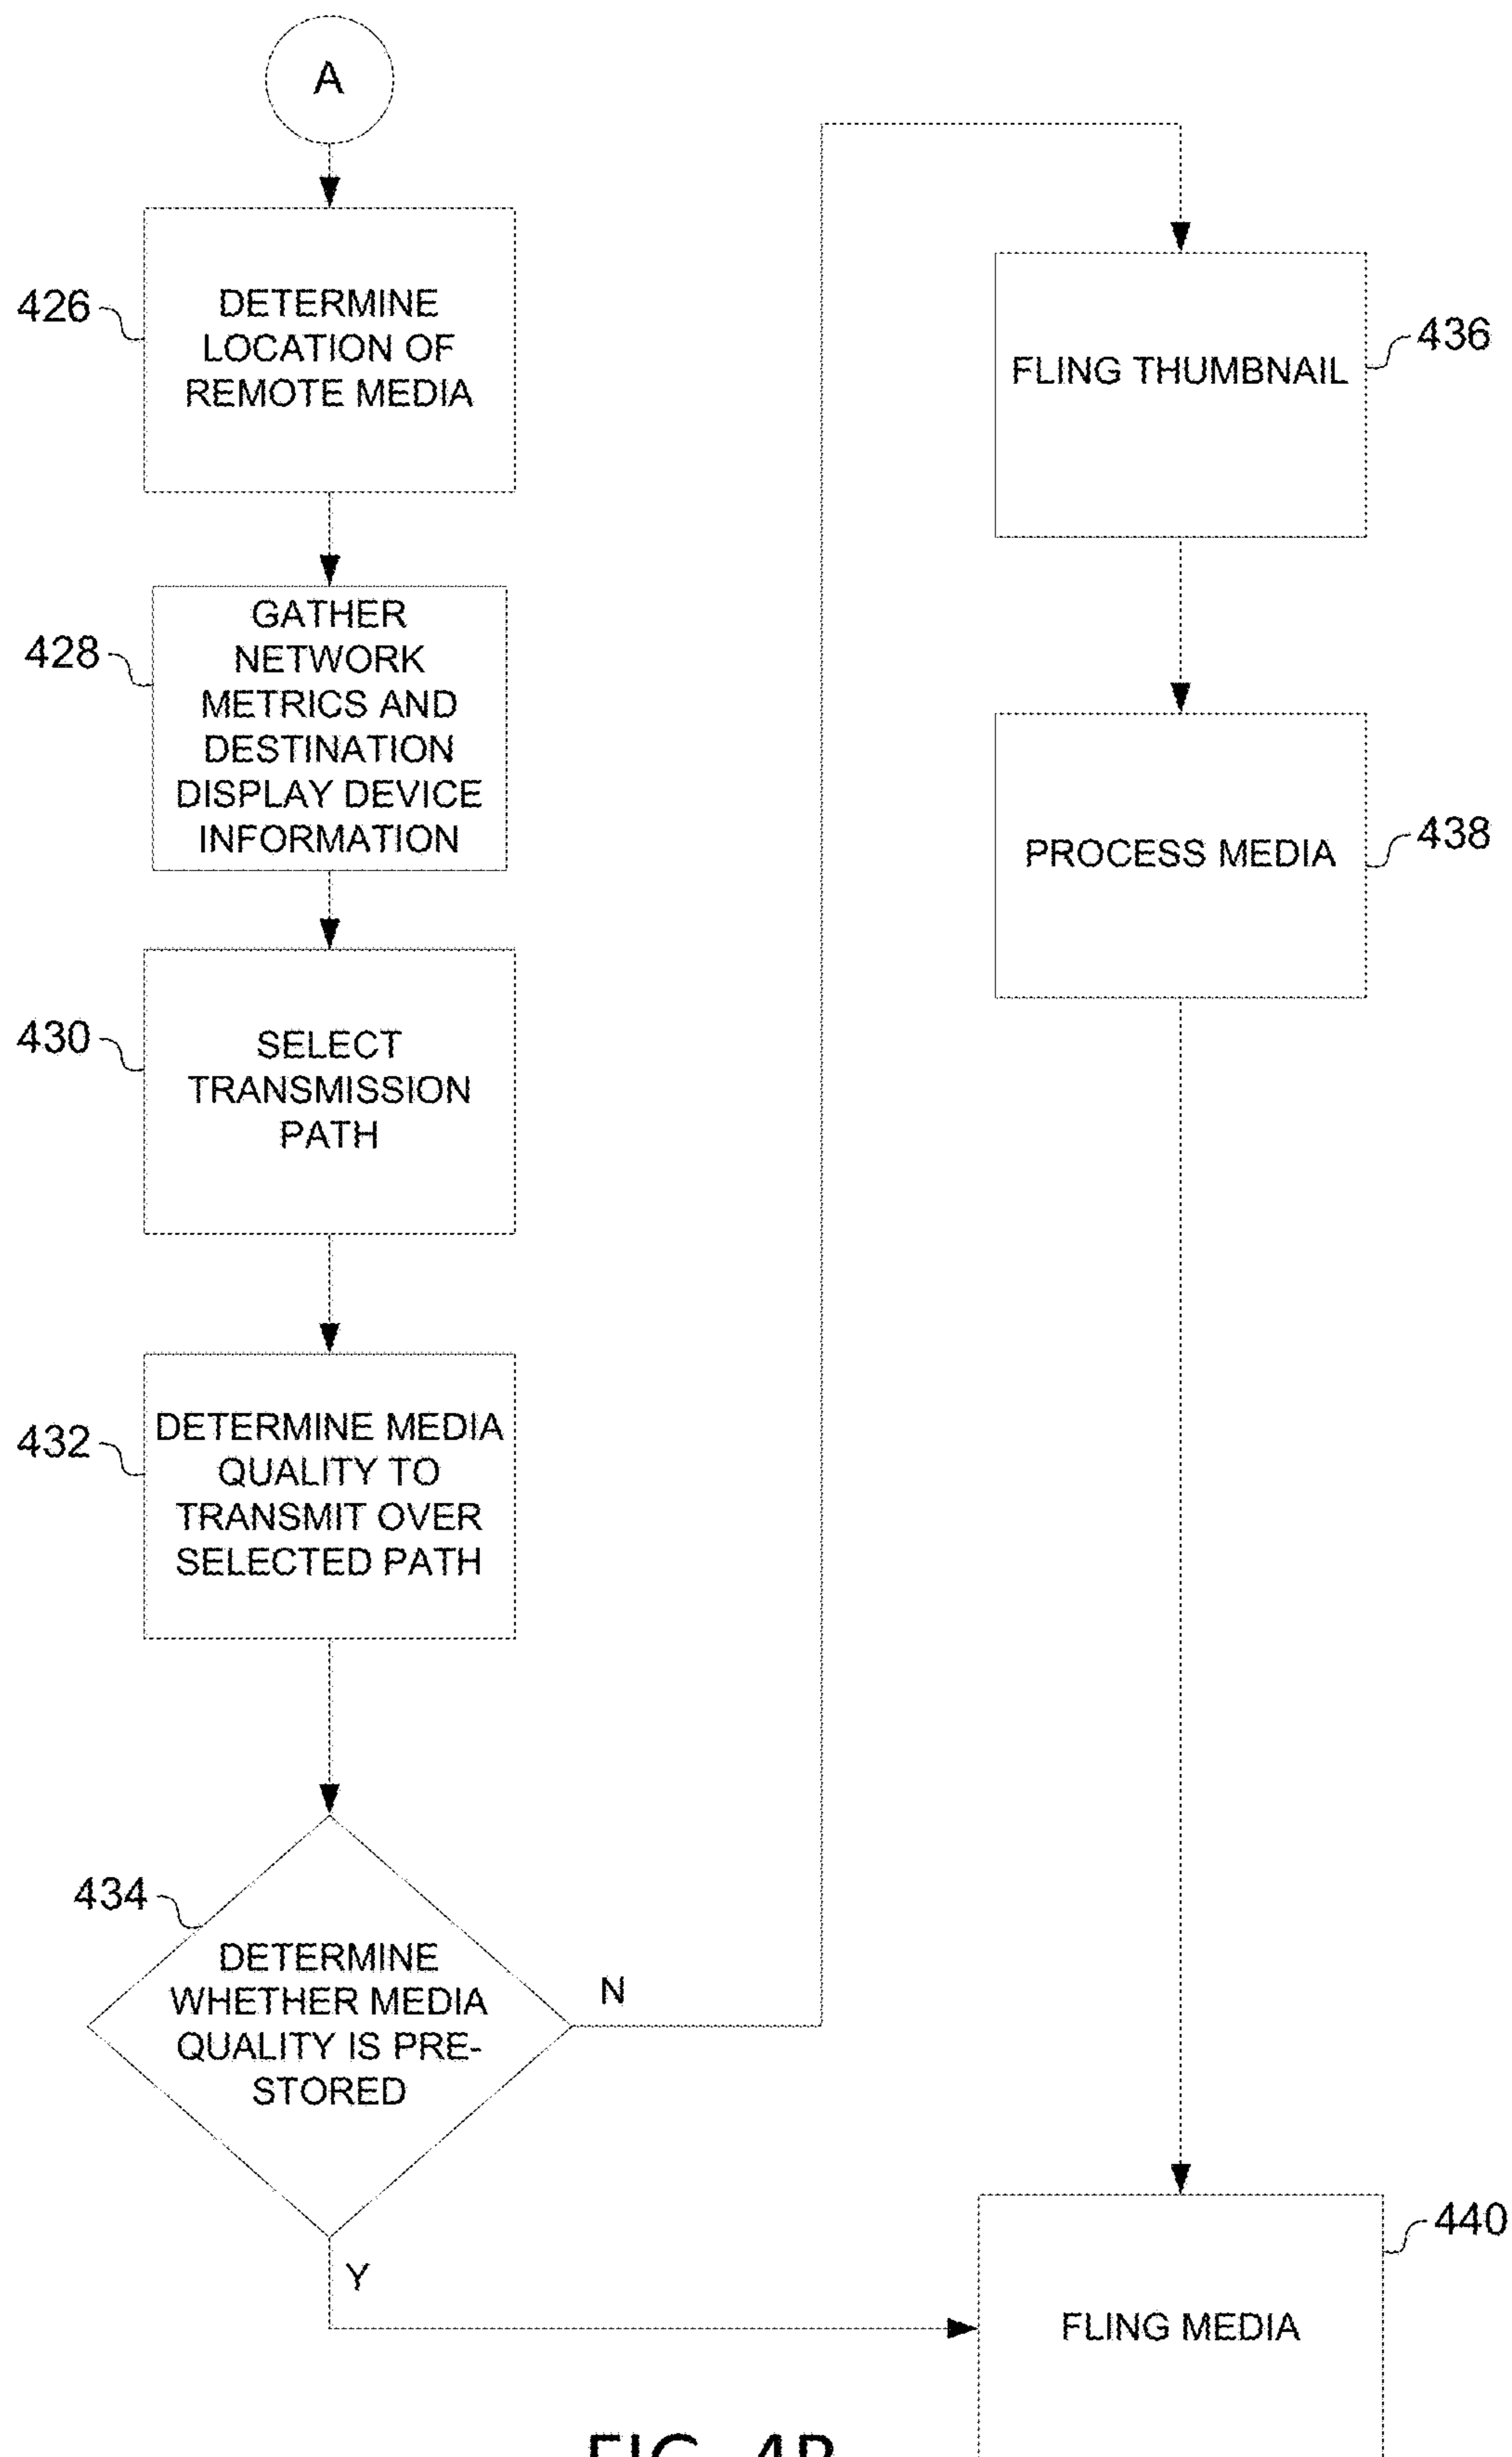 A
426
DETERMINE
LOCATION OF
REMOTE MEDIA
428
GATHER
NETWORK
METRICS AND
DESTINATION
DISPLAY DEVICE
INFORMATION
430
SELECT
TRANSMISSION
PATH
432
DETERMINE MEDIA
QUALITY TO
TRANSMIT OVER
SELECTED PATH
434
DETERMINE
WHETHER MEDIA
QUALITY IS PRE-
STORED
N
Y
FLING THUMBNAIL
436
PROCESS MEDIA
438
440
FLING MEDIA
FIG. 4B